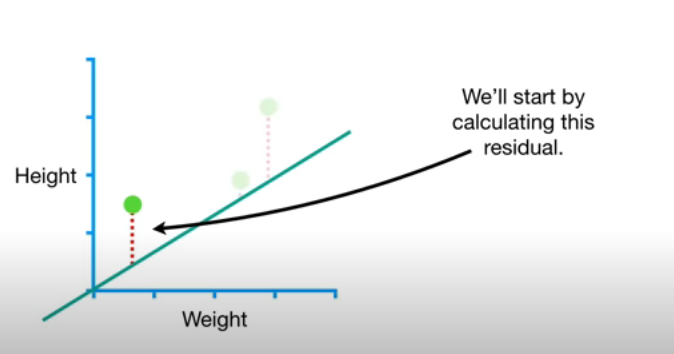 We'll start by
calculating this
residual.
Height
Weight